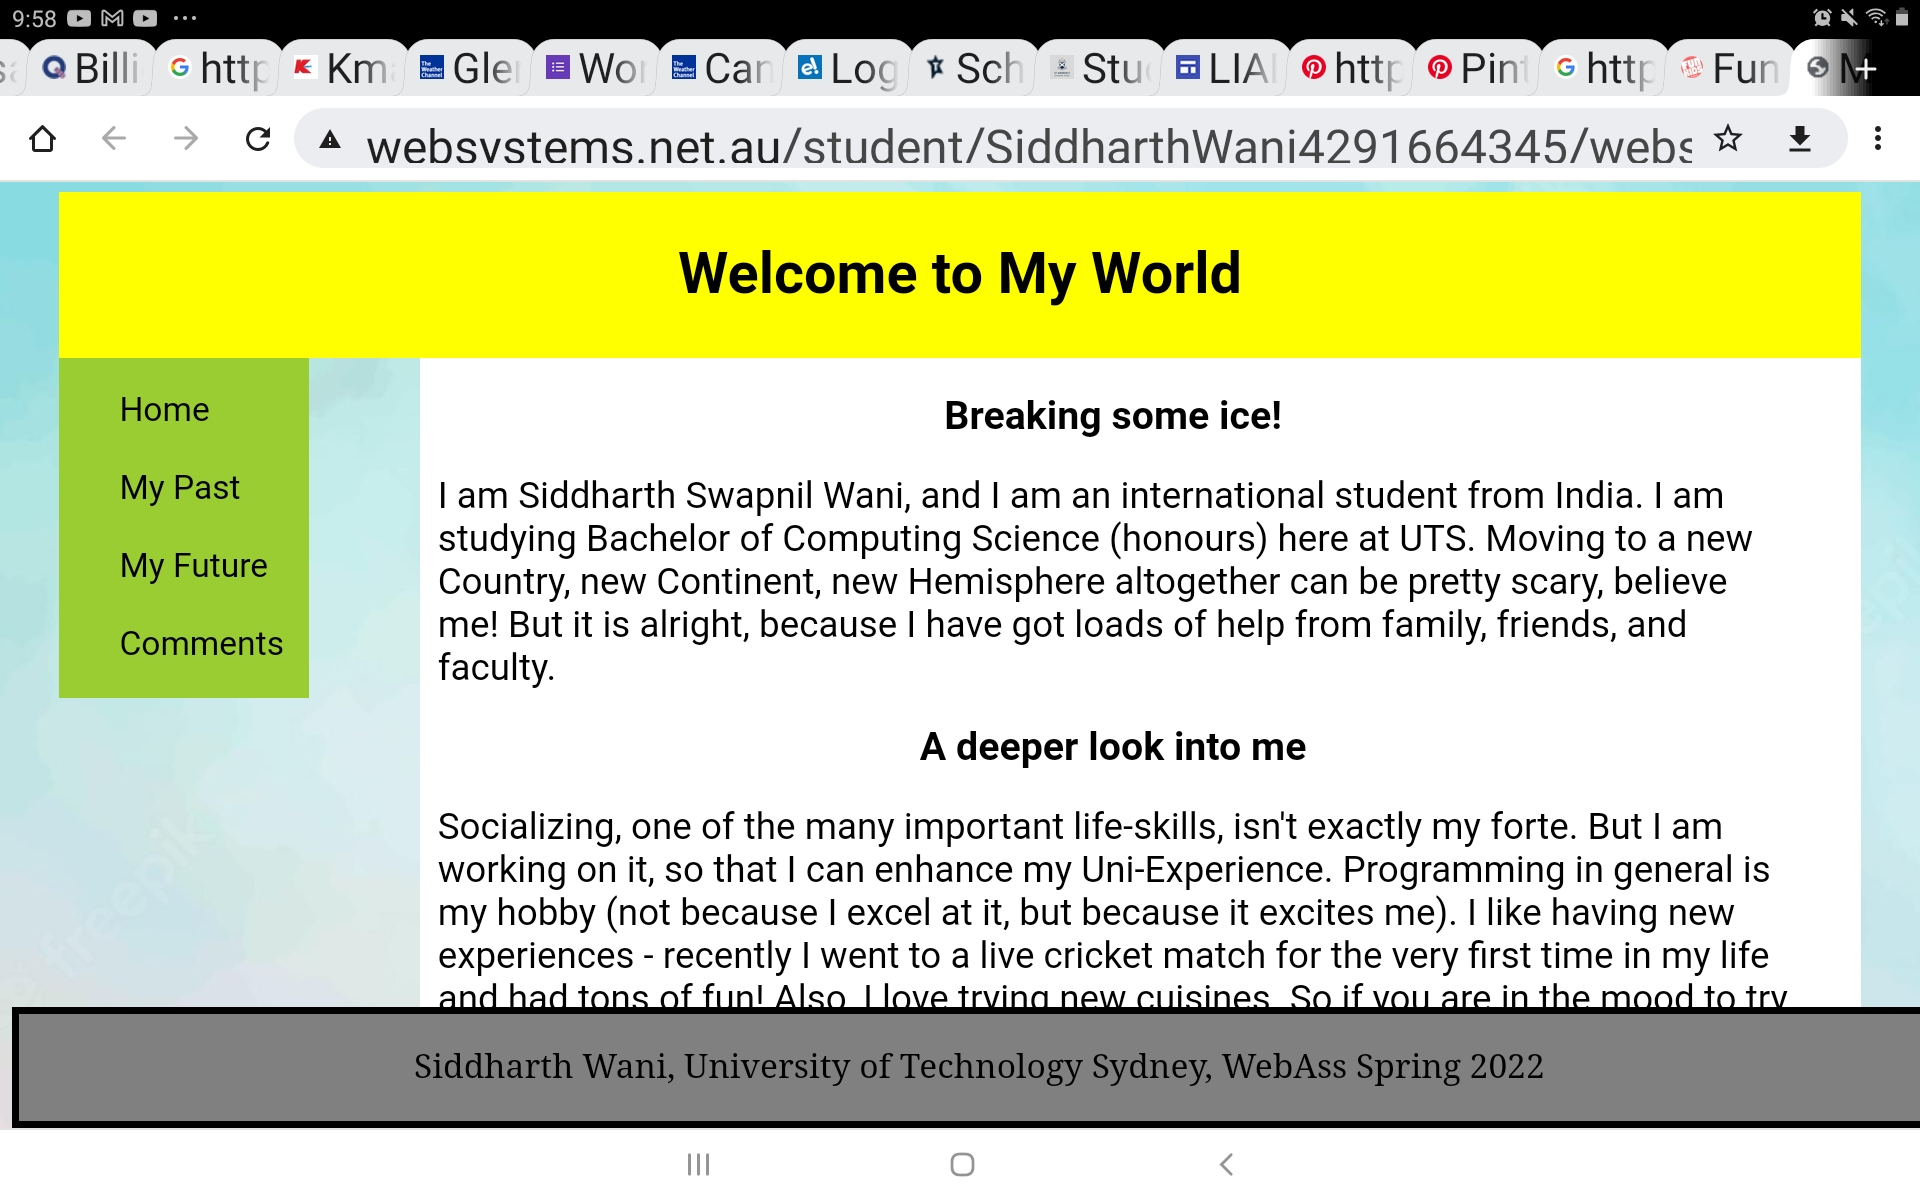 9:58
Billi
http
Km
Gle
Wor
Can
Log
Sch
Stu
LIA
http
Pint
http
Fun
M
websystems.net.au/student/SiddharthWani4291664345/webs
Welcome to My World
Home
My Past
My Future
Comments
Breaking some ice!
I am Siddharth Swapnil Wani, and I am an international student from India. I am
studying Bachelor of Computing Science (honours) here at UTS. Moving to a new
Country, new Continent, new Hemisphere altogether can be pretty scary, believe
me! But it is alright, because I have got loads of help from family, friends, and
faculty.
A deeper look into me
Socializing, one of the many important life-skills, isn't exactly my forte. But I am
working on it, so that I can enhance my Uni-Experience. Programming in general is
my hobby (not because I excel at it, but because it excites me). I like having new
experiences - recently I went to a live cricket match for the very first time in my life
and had tons of fun! Also, I love trying new cuisines. So if you are in the mood to try
freepik
Siddharth Wani, University of Technology Sydney, WebAss Spring 2022